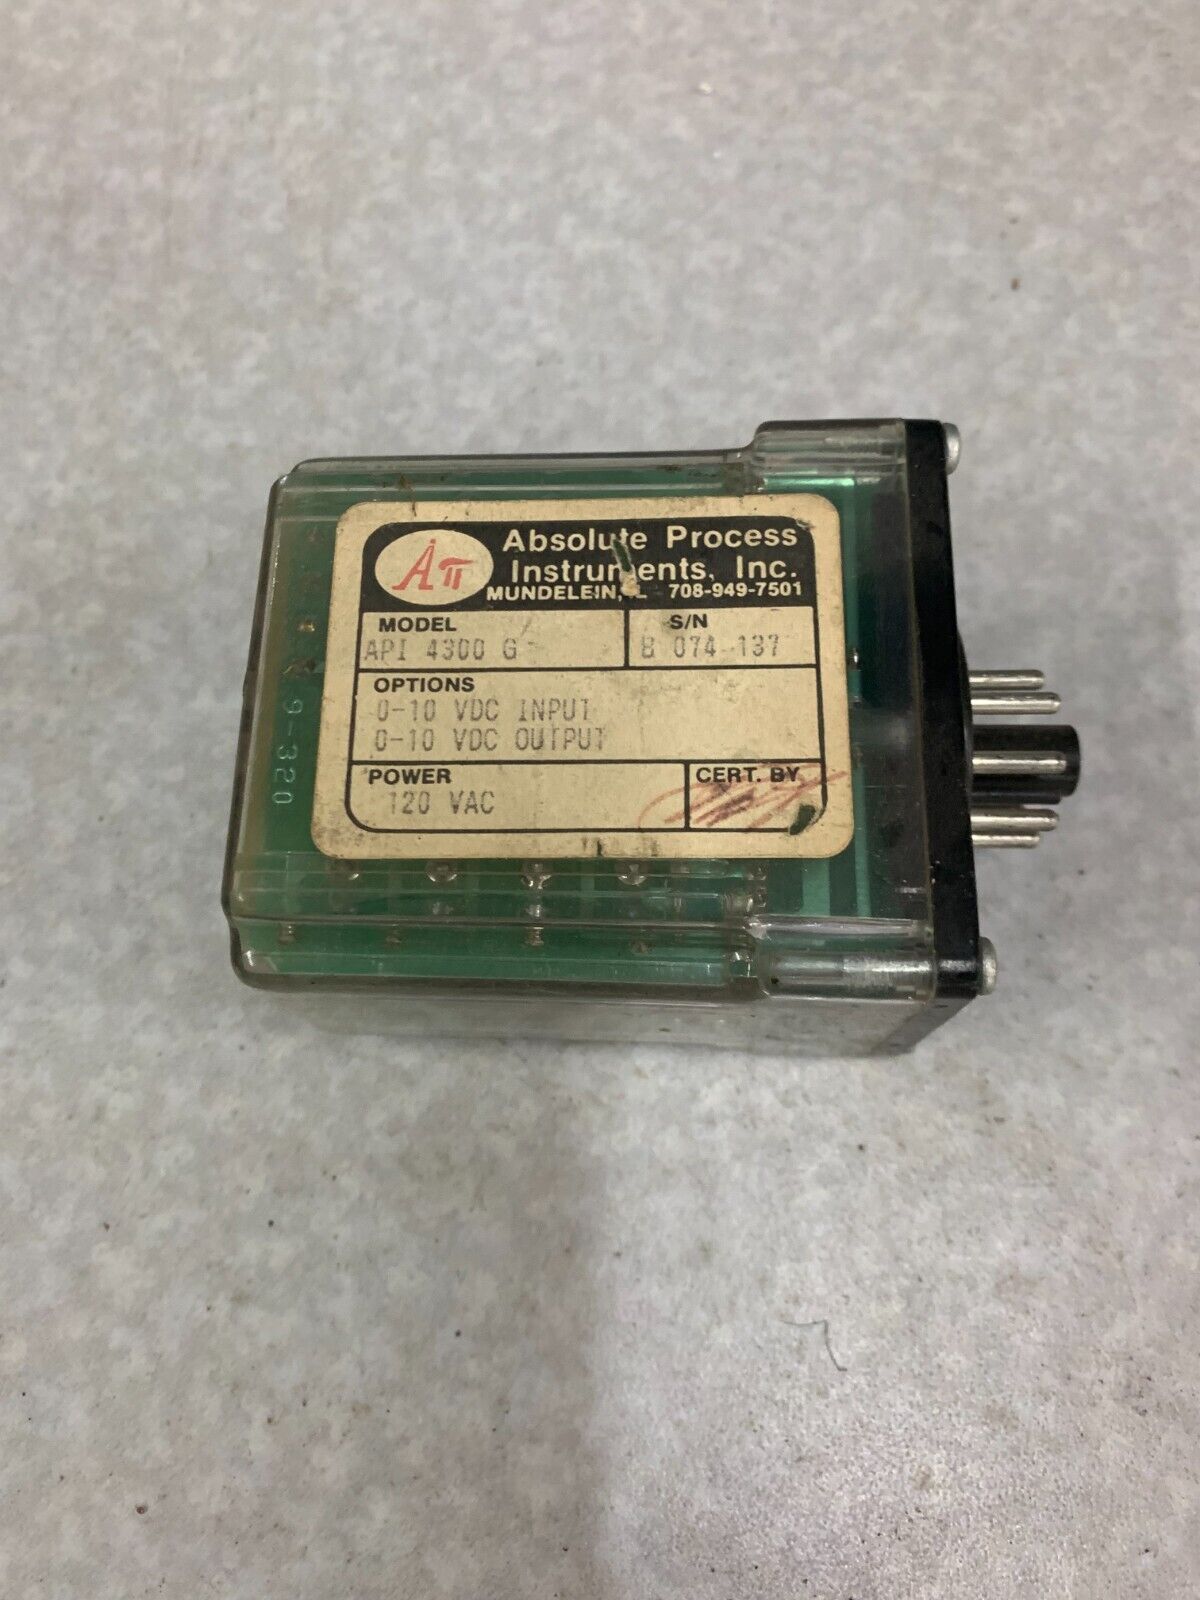 Aπ
Absolute Process
Instruments, Inc.
MUNDELEIN, IL 708-949-7501
MODEL
API 4300 G
S/N
B 074-137
OPTIONS
0-10 VDC INPUT
0-10 VDC OUTPUT
POWER
120 VAC
CERT. BY
9-320